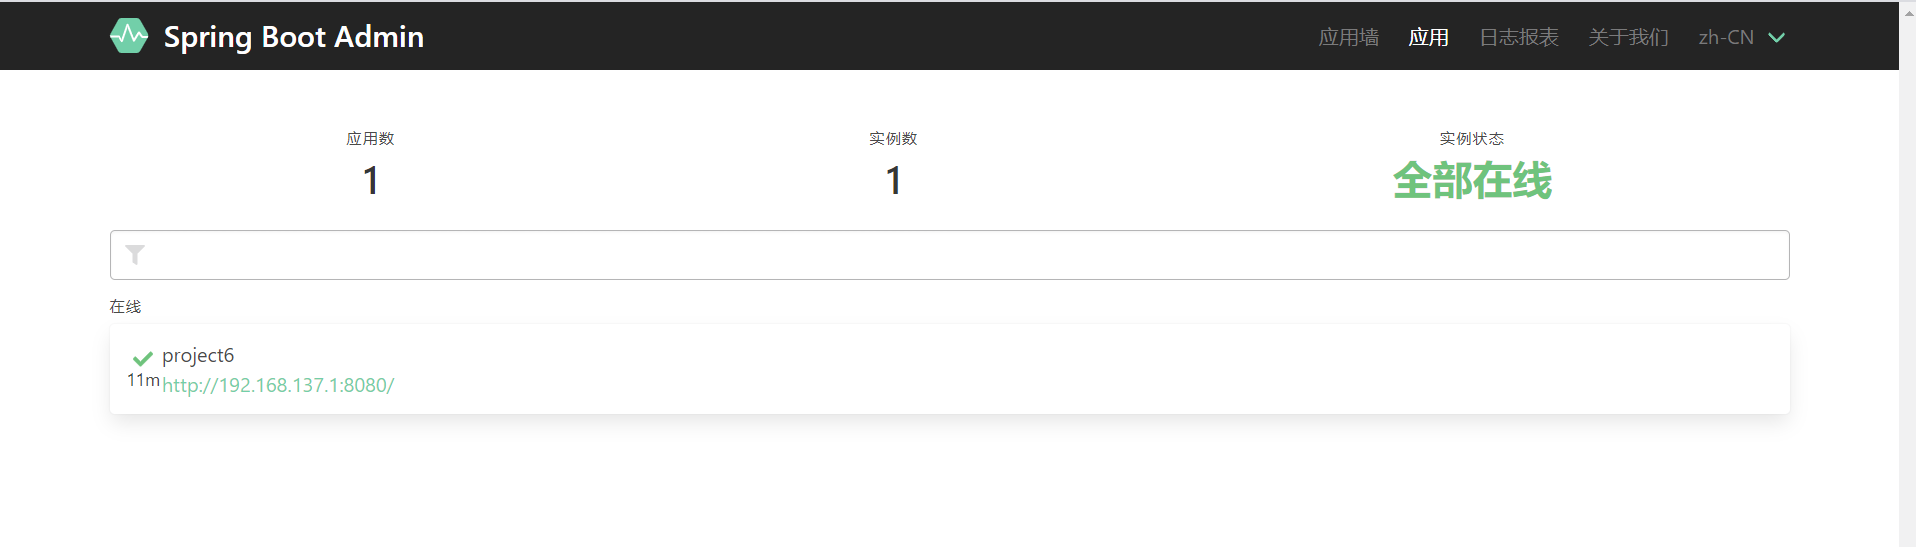 Spring Boot Admin 应用墙 应用 日志报表 关于我们 zh-CN
应用数 实例数 实例状态
1 1 全部在线
在线
project6
11m http://192.168.137.1:8080/